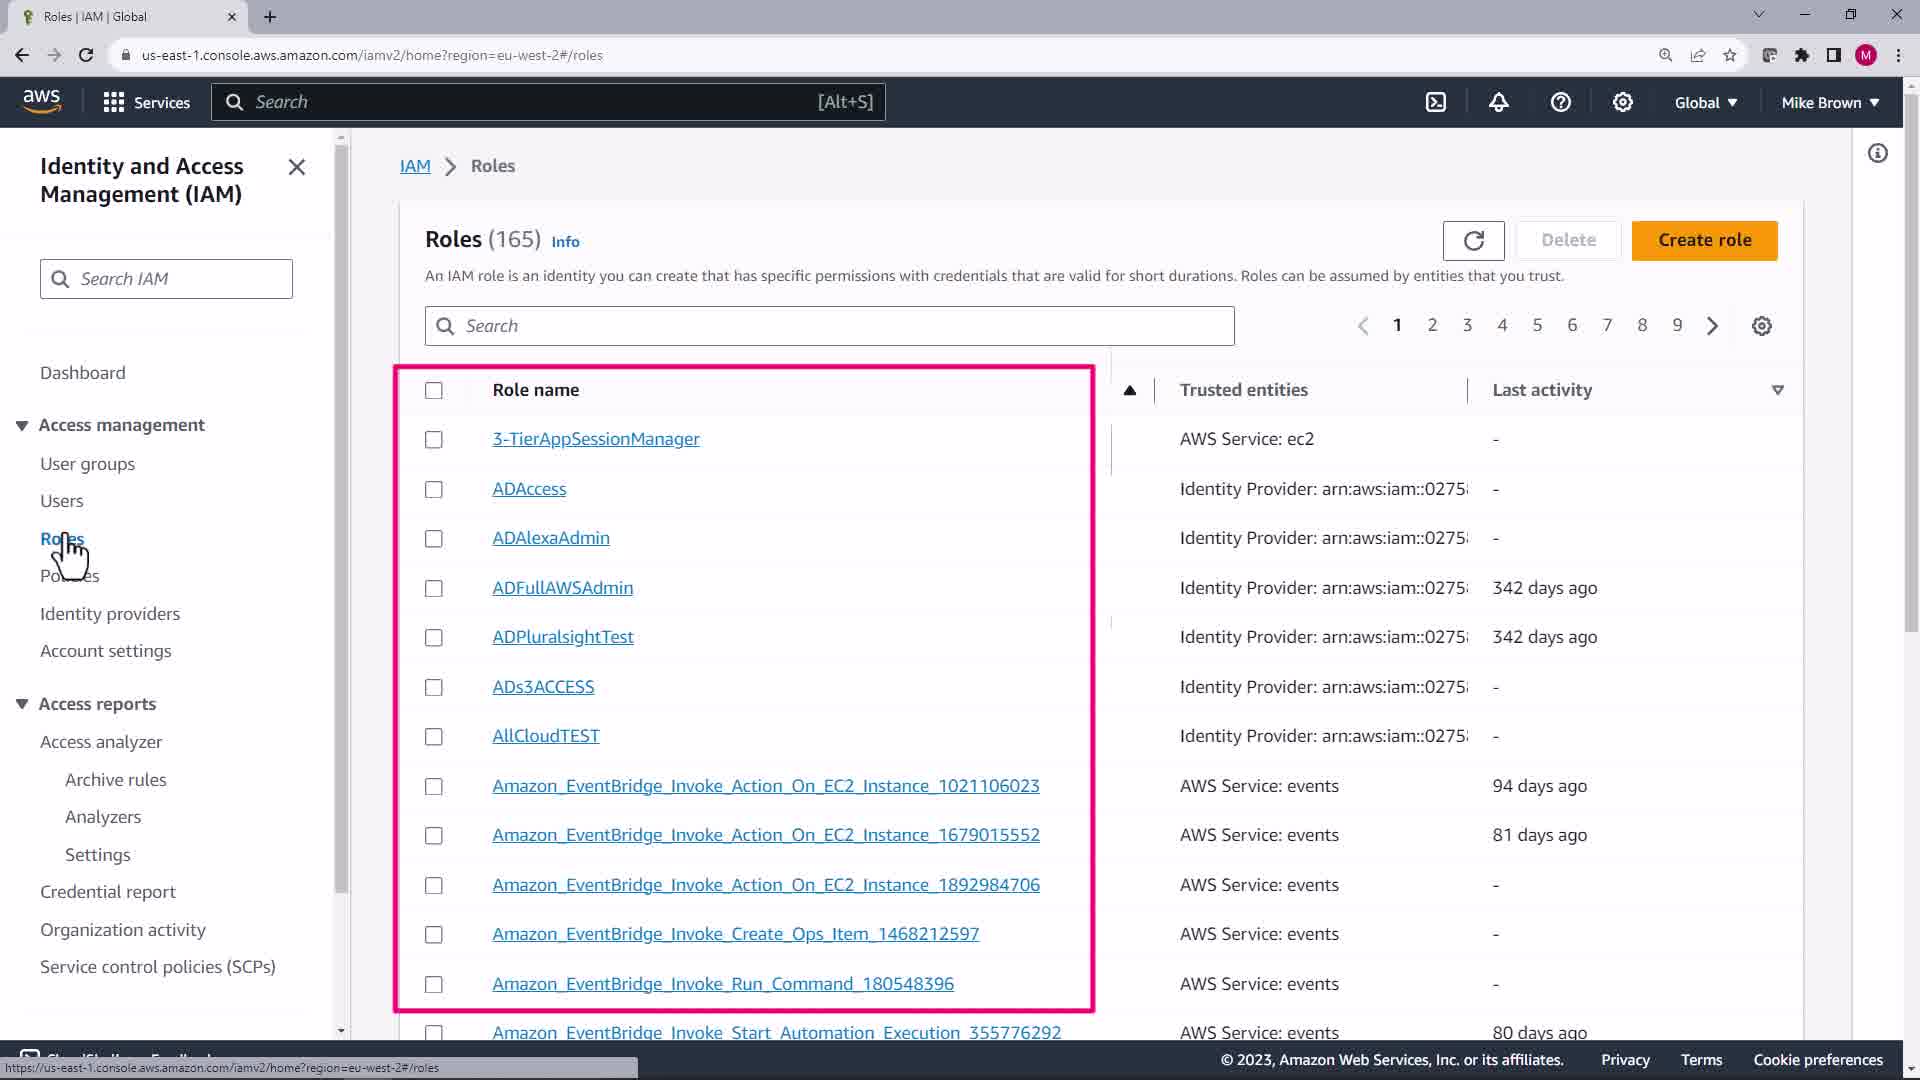 Roles | IAM | Global
us-east-1.console.aws.amazon.com/iamv2/home?region=eu-west-2#/roles
M
aws
Services
Search
[Alt+S]
Global
Mike Brown
Identity and Access
Management (IAM)
Search IAM
Dashboard
Access management
User groups
Users
Roles
Policies
Identity providers
Account settings
Access reports
Access analyzer
Archive rules
Analyzers
Settings
Credential report
Organization activity
Service control policies (SCPs)
IAM > Roles
Roles (165) Info
Delete
Create role
An IAM role is an identity you can create that has specific permissions with credentials that are valid for short durations. Roles can be assumed by entities that you trust.
Search
1 2 3 4 5 6 7 8 9
Role name Trusted entities Last activity
3-TierAppSessionManager AWS Service: ec2 -
ADAccess Identity Provider: arn:aws:iam::0275 -
ADAlexaAdmin Identity Provider: arn:aws:iam::0275 -
ADFullAWSAdmin Identity Provider: arn:aws:iam::0275 342 days ago
ADPluralsightTest Identity Provider: arn:aws:iam::0275 342 days ago
ADs3ACCESS Identity Provider: arn:aws:iam::0275 -
AllCloudTEST Identity Provider: arn:aws:iam::0275 -
Amazon_EventBridge_Invoke_Action_On_EC2_Instance_1021106023 AWS Service: events 94 days ago
Amazon_EventBridge_Invoke_Action_On_EC2_Instance_1679015552 AWS Service: events 81 days ago
Amazon_EventBridge_Invoke_Action_On_EC2_Instance_1892984706 AWS Service: events -
Amazon_EventBridge_Invoke_Create_Ops_Item_1468212597 AWS Service: events -
Amazon_EventBridge_Invoke_Run_Command_180548396 AWS Service: events -
Amazon_EventBridge_Invoke_Start_Automation_Execution_355776292 AWS Service: events 80 days ago
© 2023, Amazon Web Services, Inc. or its affiliates. Privacy Terms Cookie preferences
https://us-east-1.console.aws.amazon.com/iamv2/home?region=eu-west-2#/roles